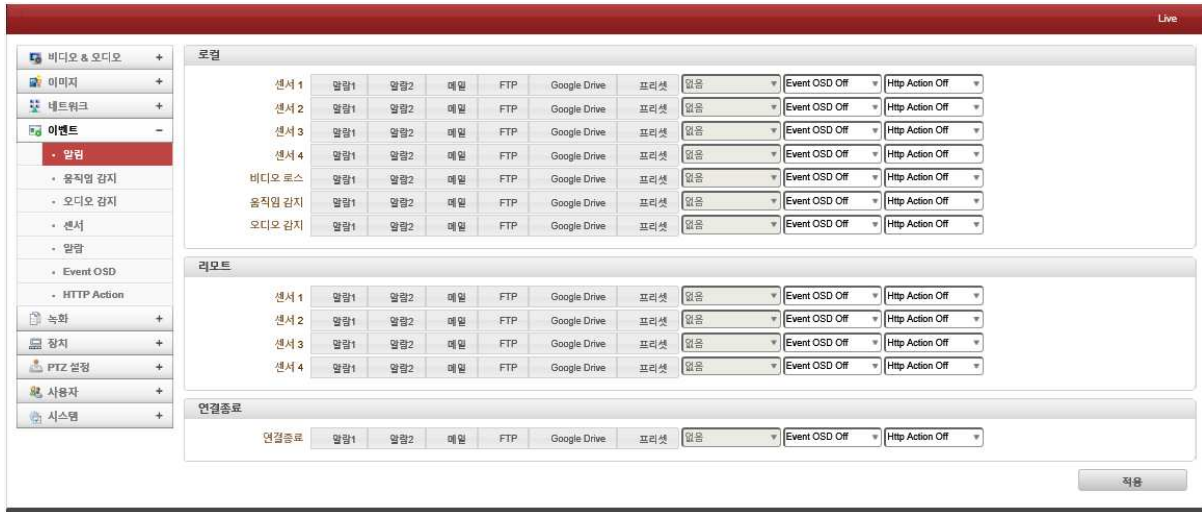 Live
비디오 & 오디오 +
이미지 +
네트워크 +
이벤트 −
• 알림
• 움직임 감지
• 오디오 감지
• 센서
• 알람
• Event OSD
• HTTP Action
녹화 +
장치 +
PTZ 설정 +
사용자 +
시스템 +
로컬
센서 1 알람1 알람2 메일 FTP Google Drive 프리셋 없음 Event OSD Off Http Action Off
센서 2 알람1 알람2 메일 FTP Google Drive 프리셋 없음 Event OSD Off Http Action Off
센서 3 알람1 알람2 메일 FTP Google Drive 프리셋 없음 Event OSD Off Http Action Off
센서 4 알람1 알람2 메일 FTP Google Drive 프리셋 없음 Event OSD Off Http Action Off
비디오 로스 알람1 알람2 메일 FTP Google Drive 프리셋 없음 Event OSD Off Http Action Off
움직임 감지 알람1 알람2 메일 FTP Google Drive 프리셋 없음 Event OSD Off Http Action Off
오디오 감지 알람1 알람2 메일 FTP Google Drive 프리셋 없음 Event OSD Off Http Action Off
리모트
센서 1 알람1 알람2 메일 FTP Google Drive 프리셋 없음 Event OSD Off Http Action Off
센서 2 알람1 알람2 메일 FTP Google Drive 프리셋 없음 Event OSD Off Http Action Off
센서 3 알람1 알람2 메일 FTP Google Drive 프리셋 없음 Event OSD Off Http Action Off
센서 4 알람1 알람2 메일 FTP Google Drive 프리셋 없음 Event OSD Off Http Action Off
연결종료
연결종료 알람1 알람2 메일 FTP Google Drive 프리셋 없음 Event OSD Off Http Action Off
적용